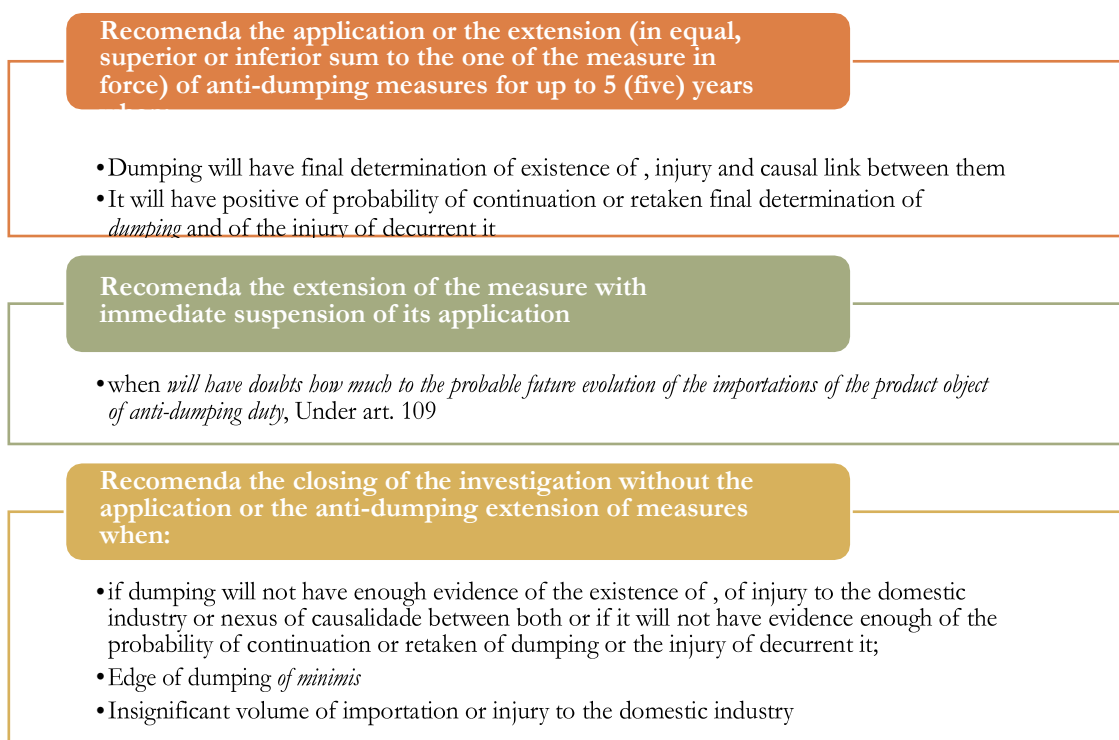 Recomenda the application or the extension (in equal,
superior or inferior sum to the one of the measure in
force) of anti-dumping measures for up to 5 (five) years
•Dumping will have final determination of existence of , injury and causal link between them
•It will have positive of probability of continuation or retaken final determination of
dumping and of the injury of decurrent it
Recomenda the extension of the measure with
immediate suspension of its application
•when will have doubts how much to the probable future evolution of the importations of the product object
of anti-dumping duty, Under art. 109
Recomenda the closing of the investigation without the
application or the anti-dumping extension of measures
when:
•if dumping will not have enough evidence of the existence of , of injury to the domestic
industry or nexus of causalidade between both or if it will not have evidence enough of the
probability of continuation or retaken of dumping or the injury of decurrent it;
•Edge of dumping of minimis
•Insignificant volume of importation or injury to the domestic industry